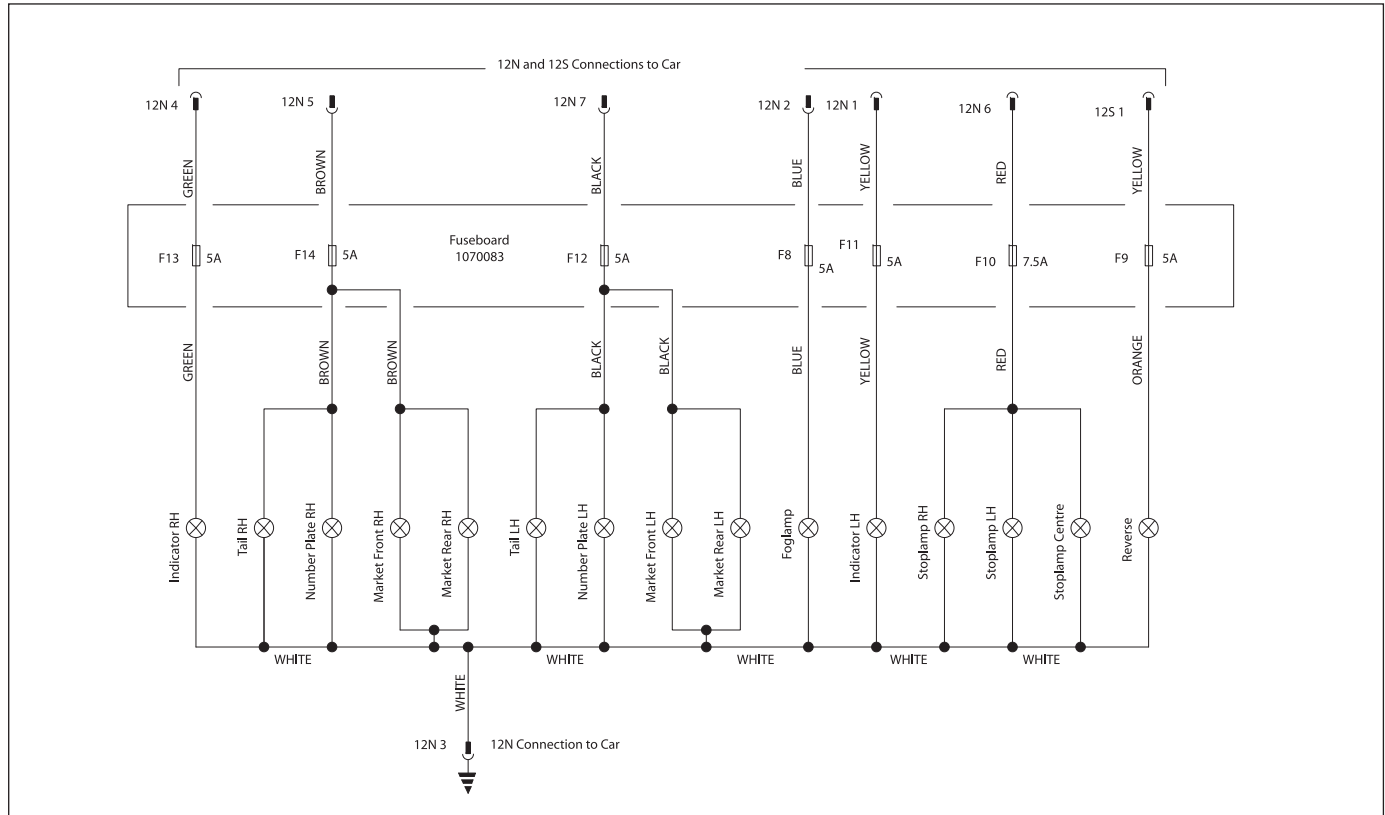 12N and 12S Connections to Car
12N 4
12N 5
12N 7
12N 2
12N 1
12N 6
12S 1
GREEN
BROWN
BLACK
BLUE
YELLOW
RED
YELLOW
Fuseboard
1070083
F13
5A
F14
5A
F12
5A
F8
5A
F11
5A
F10
7.5A
F9
5A
GREEN
BROWN
BROWN
BLACK
BLACK
BLUE
YELLOW
RED
ORANGE
Indicator RH
Tail RH
Number Plate RH
Market Front RH
Market Rear RH
Tail LH
Number Plate LH
Market Front LH
Market Rear LH
Foglamp
Indicator LH
Stoplamp RH
Stoplamp LH
Stoplamp Centre
Reverse
WHITE
WHITE
WHITE
WHITE
WHITE
WHITE
12N 3
12N Connection to Car